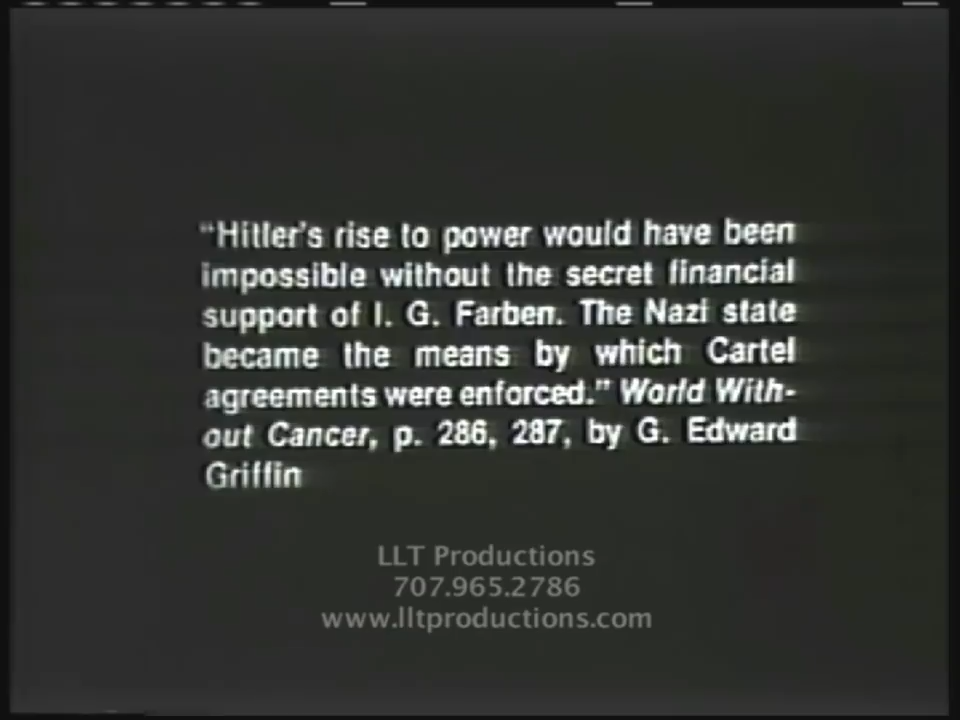 "Hitler's rise to power would have been
impossible without the secret financial
support of I. G. Farben. The Nazi state
became the means by which Cartel
agreements were enforced." World With-
out Cancer, p. 286, 287, by G. Edward
Griffin
LLT Productions
707.965.2786
www.lltproductions.com